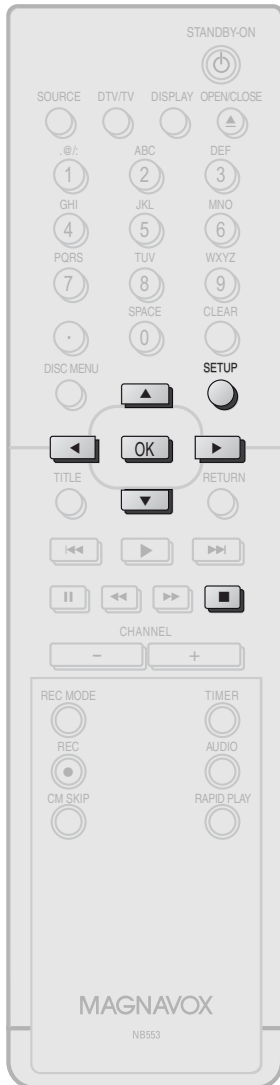 STANDBY-ON
SOURCE DTV/TV DISPLAY OPEN/CLOSE
.@/: ABC DEF
1 2 3
GHI JKL MNO
4 5 6
PQRS TUV WXYZ
7 8 9
SPACE CLEAR
. 0
DISC MENU SETUP
OK
TITLE RETURN
CHANNEL
− +
REC MODE TIMER
REC AUDIO
CM SKIP RAPID PLAY
MAGNAVOX
NB553